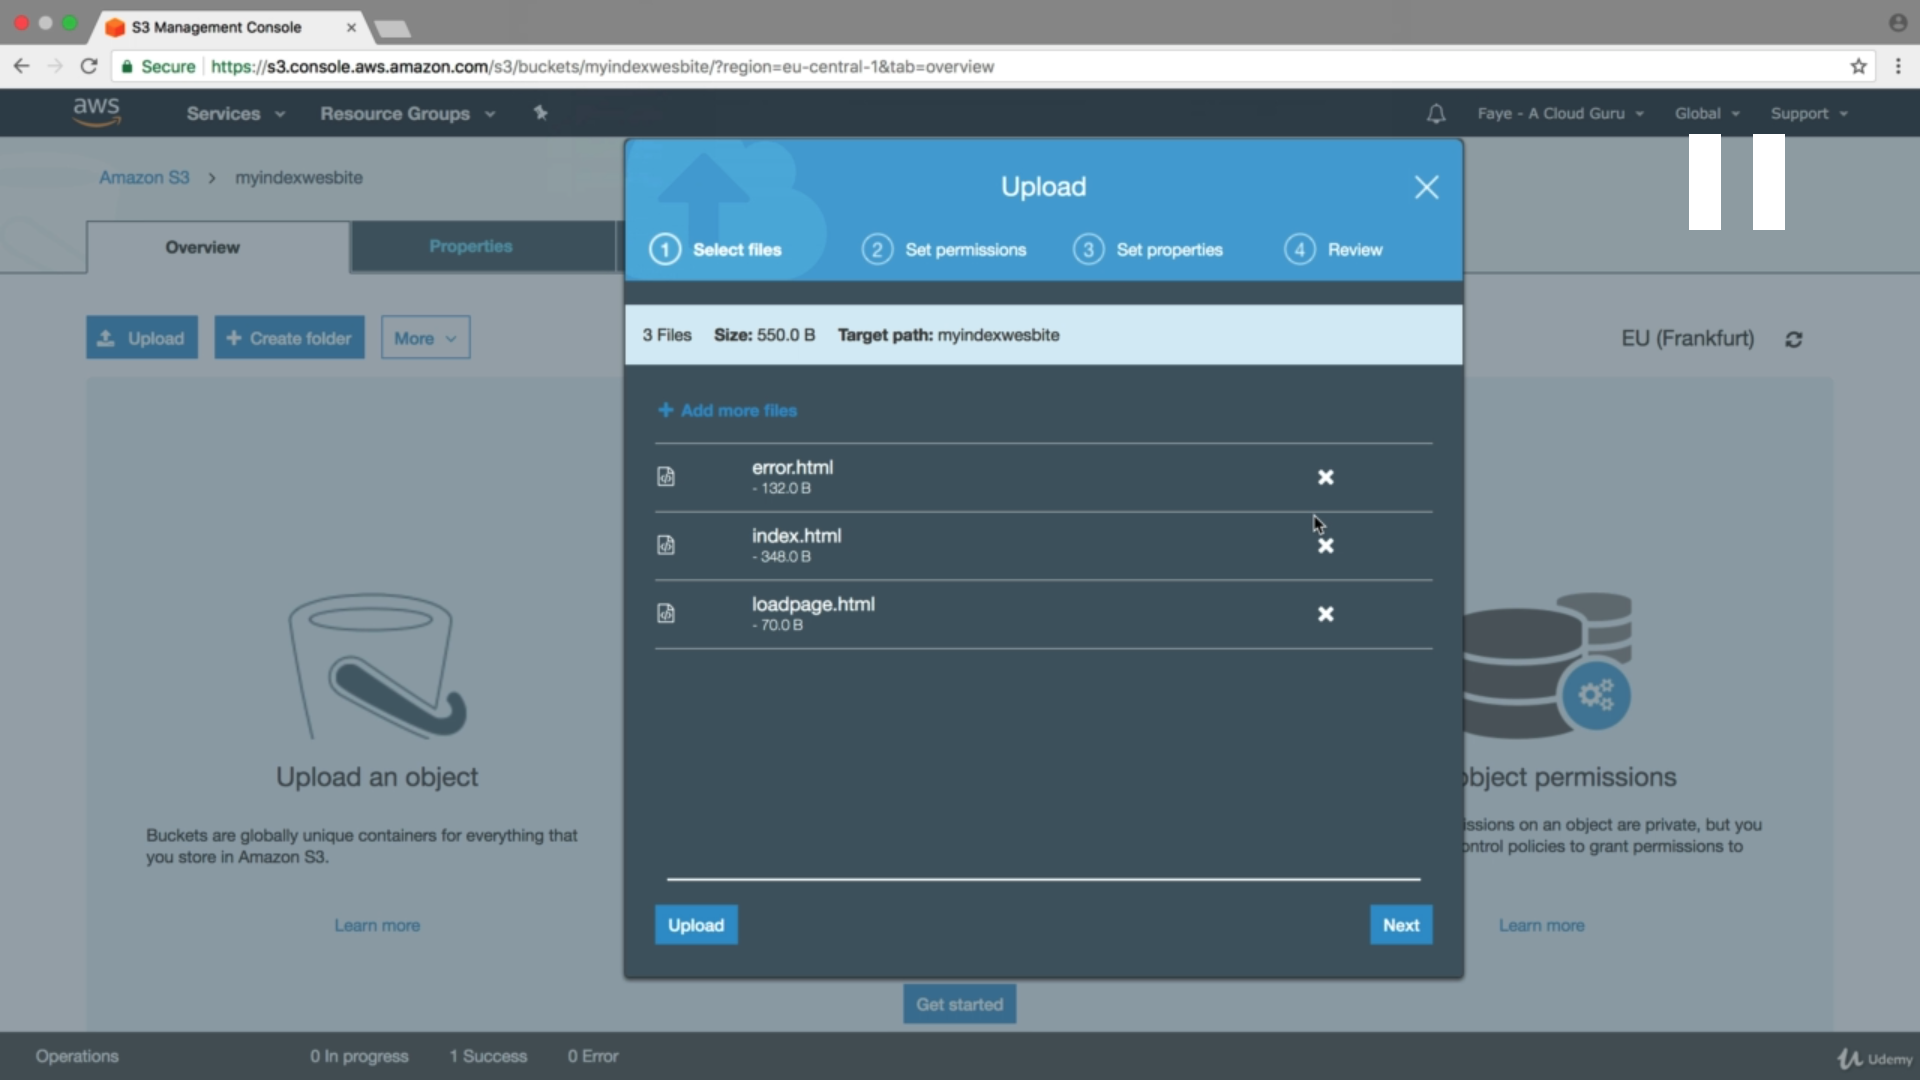 S3 Management Console
Secure https://s3.console.aws.amazon.com/s3/buckets/myindexwesbite/?region=eu-central-1&tab=overview
aws Services Resource Groups Faye - A Cloud Guru Global Support
Amazon S3 > myindexwesbite
Upload
Overview Properties
1 Select files 2 Set permissions 3 Set properties 4 Review
Upload + Create folder More
EU (Frankfurt)
3 Files Size: 550.0 B Target path: myindexwesbite
+ Add more files
error.html
- 132.0 B
index.html
- 348.0 B
loadpage.html
- 70.0 B
Upload an object
Buckets are globally unique containers for everything that
you store in Amazon S3.
Learn more
object permissions
issions on an object are private, but you
ontrol policies to grant permissions to
Learn more
Upload Next
Get started
Operations 0 In progress 1 Success 0 Error
Udemy